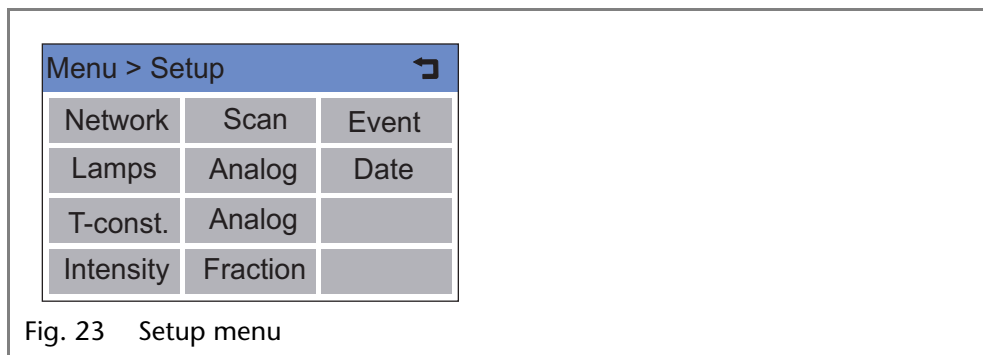 Menu > Setup
Network Scan Event
Lamps Analog Date
T-const. Analog
Intensity Fraction
Fig. 23 Setup menu